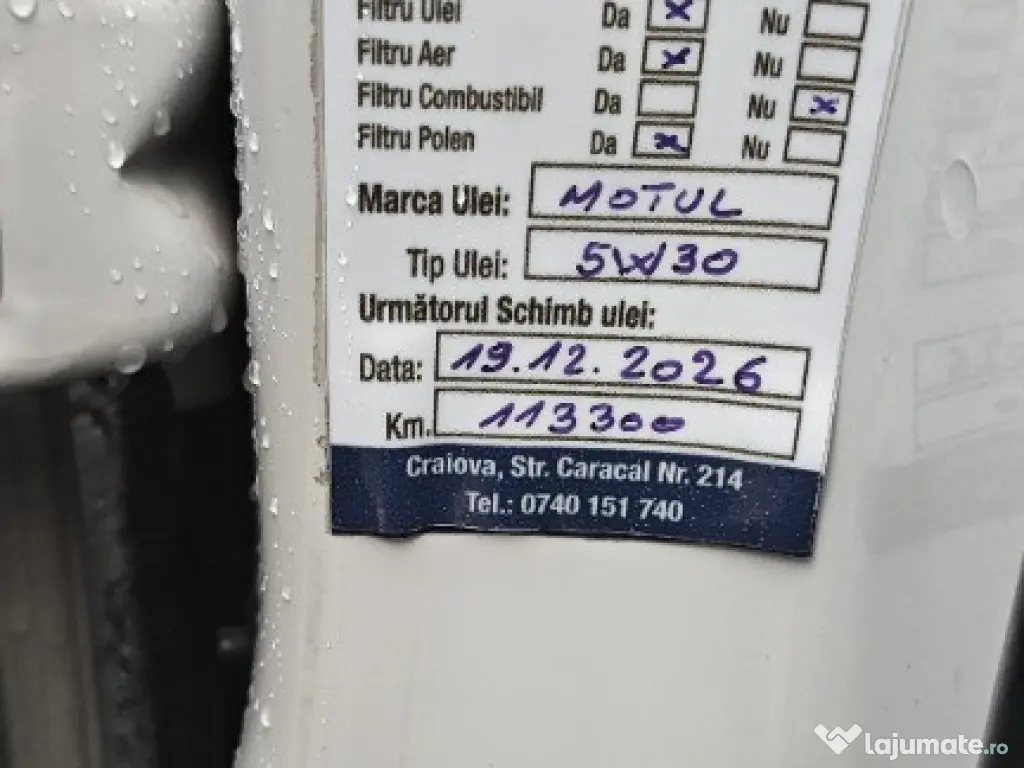 Filtru Ulei Da x Nu
Filtru Aer Da x Nu
Filtru Combustibil Da Nu x
Filtru Polen Da x Nu
Marca Ulei: MOTUL
Tip Ulei: 5W30
Următorul Schimb ulei:
Data: 19.12.2026
Km. 113300
Craiova, Str. Caracal Nr. 214
Tel.: 0740 151 740
lajumate.ro